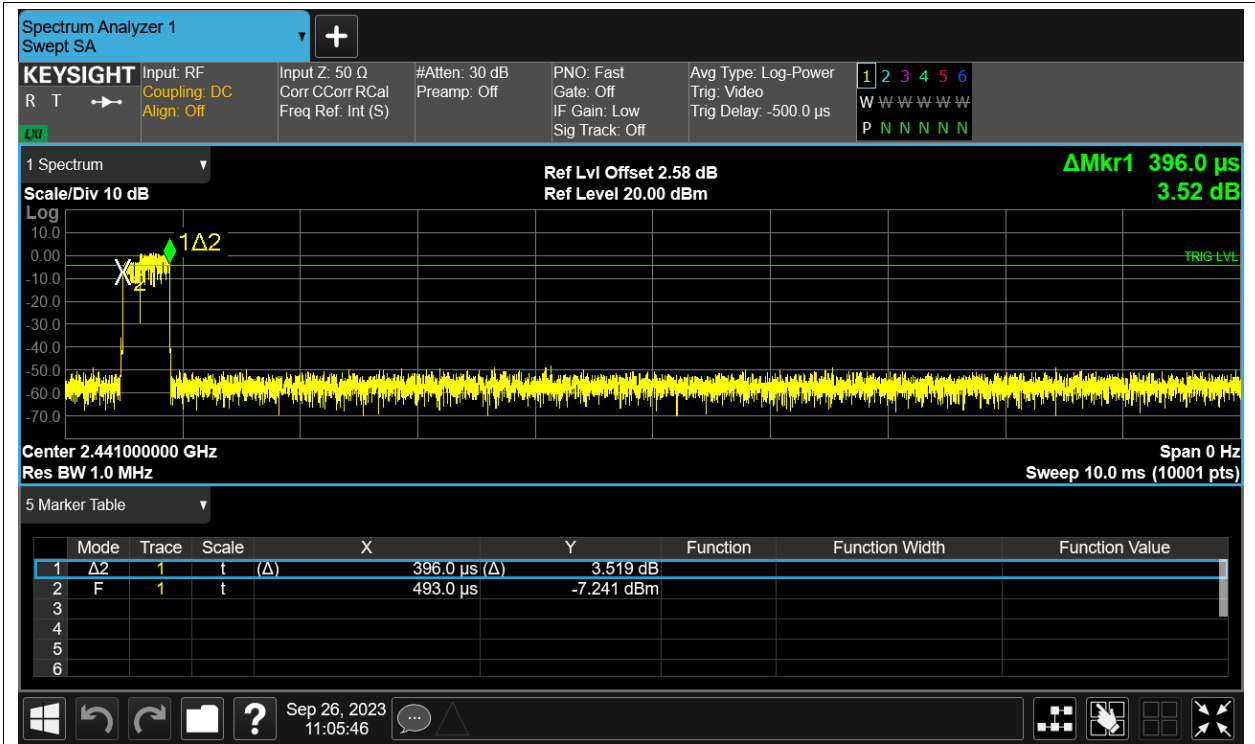 Spectrum Analyzer 1
Swept SA
+
KEYSIGHT
R T
LXI
Input: RF
Coupling: DC
Align: Off
Input Z: 50 Ω
Corr CCorr RCal
Freq Ref: Int (S)
#Atten: 30 dB
Preamp: Off
PNO: Fast
Gate: Off
IF Gain: Low
Sig Track: Off
Avg Type: Log-Power
Trig: Video
Trig Delay: -500.0 µs
1 2 3 4 5 6
W W W W W W
P N N N N N
1 Spectrum
Scale/Div 10 dB
Ref Lvl Offset 2.58 dB
Ref Level 20.00 dBm
ΔMkr1 396.0 µs
3.52 dB
Log
10.0
0.00
-10.0
-20.0
-30.0
-40.0
-50.0
-60.0
-70.0
1Δ2
X
2
TRIG LVL
Center 2.441000000 GHz
Res BW 1.0 MHz
Span 0 Hz
Sweep 10.0 ms (10001 pts)
5 Marker Table
Mode Trace Scale X Y Function Function Width Function Value
1 Δ2 1 t (Δ) 396.0 µs (Δ) 3.519 dB
2 F 1 t 493.0 µs -7.241 dBm
3
4
5
6
?
Sep 26, 2023
11:05:46